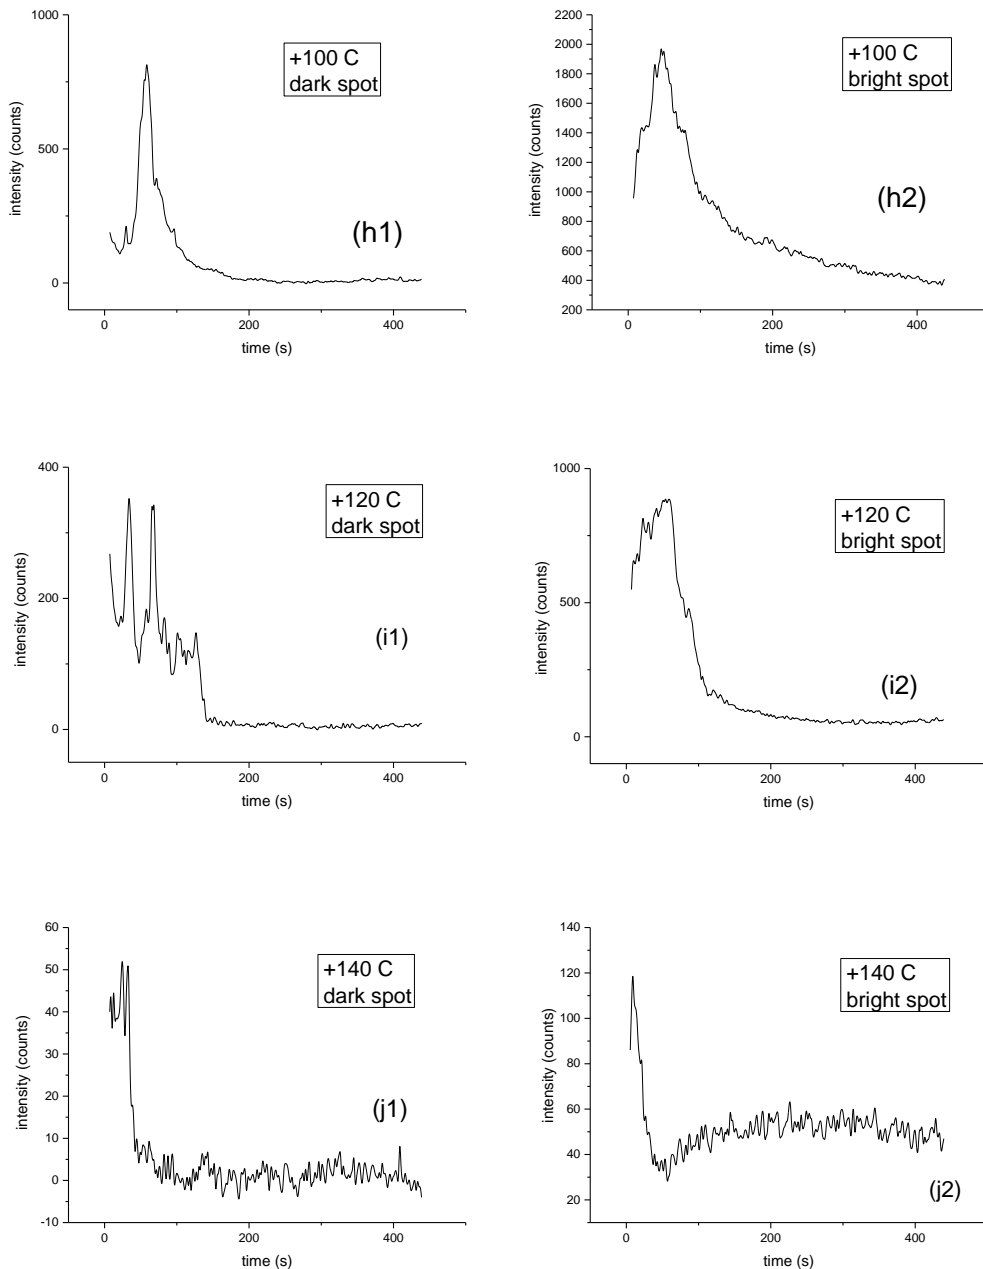 1000
500
0
intensity (counts)
+100 C
dark spot
(h1)
0
200
400
time (s)
2200
2000
1800
1600
1400
1200
1000
800
600
400
200
intensity (counts)
+100 C
bright spot
(h2)
0
200
400
time (s)
400
200
0
intensity (counts)
+120 C
dark spot
(i1)
0
200
400
time (s)
1000
500
0
intensity (counts)
+120 C
bright spot
(i2)
0
200
400
time (s)
60
50
40
30
20
10
0
-10
intensity (counts)
+140 C
dark spot
(j1)
0
200
400
time (s)
140
120
100
80
60
40
20
intensity (counts)
+140 C
bright spot
(j2)
0
200
400
time (s)